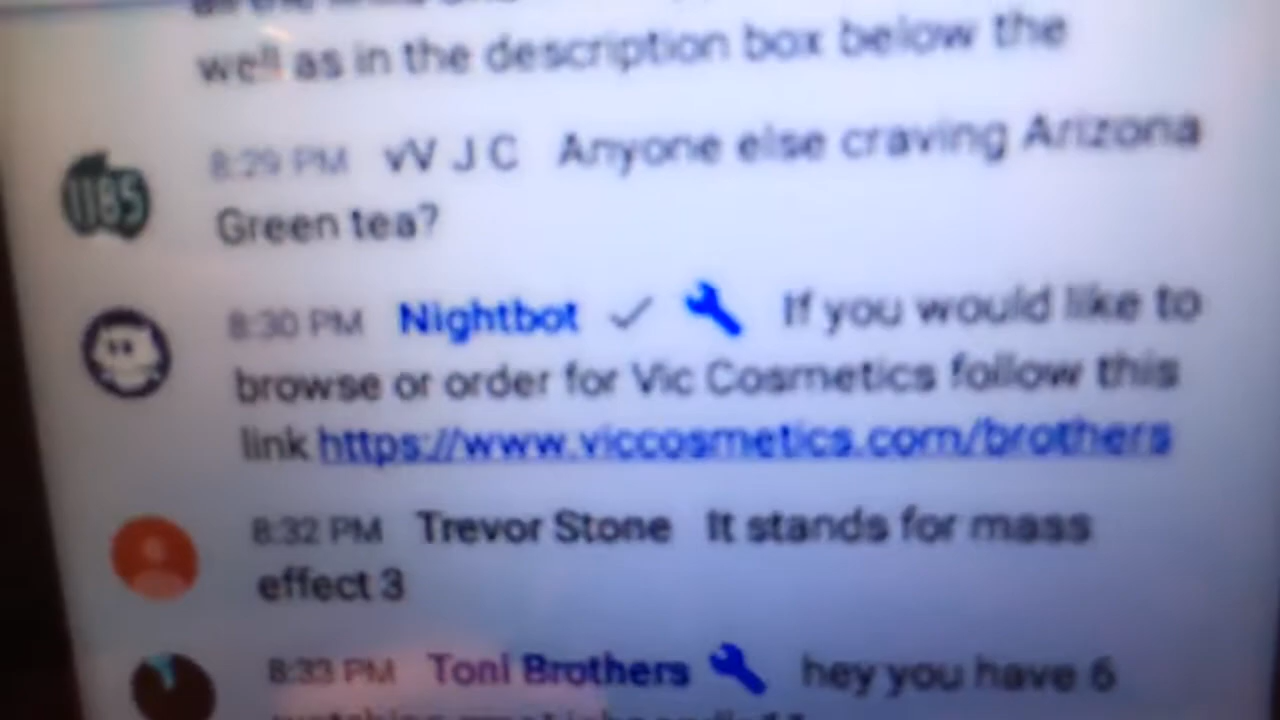 well as in the description box below the
8:29 PM vV J C Anyone else craving Arizona
Green tea?
8:30 PM Nightbot If you would like to
browse or order for Vic Cosmetics follow this
link https://www.viccosmetics.com/brothers
8:32 PM Trevor Stone It stands for mass
effect 3
8:33 PM Toni Brothers hey you have 6